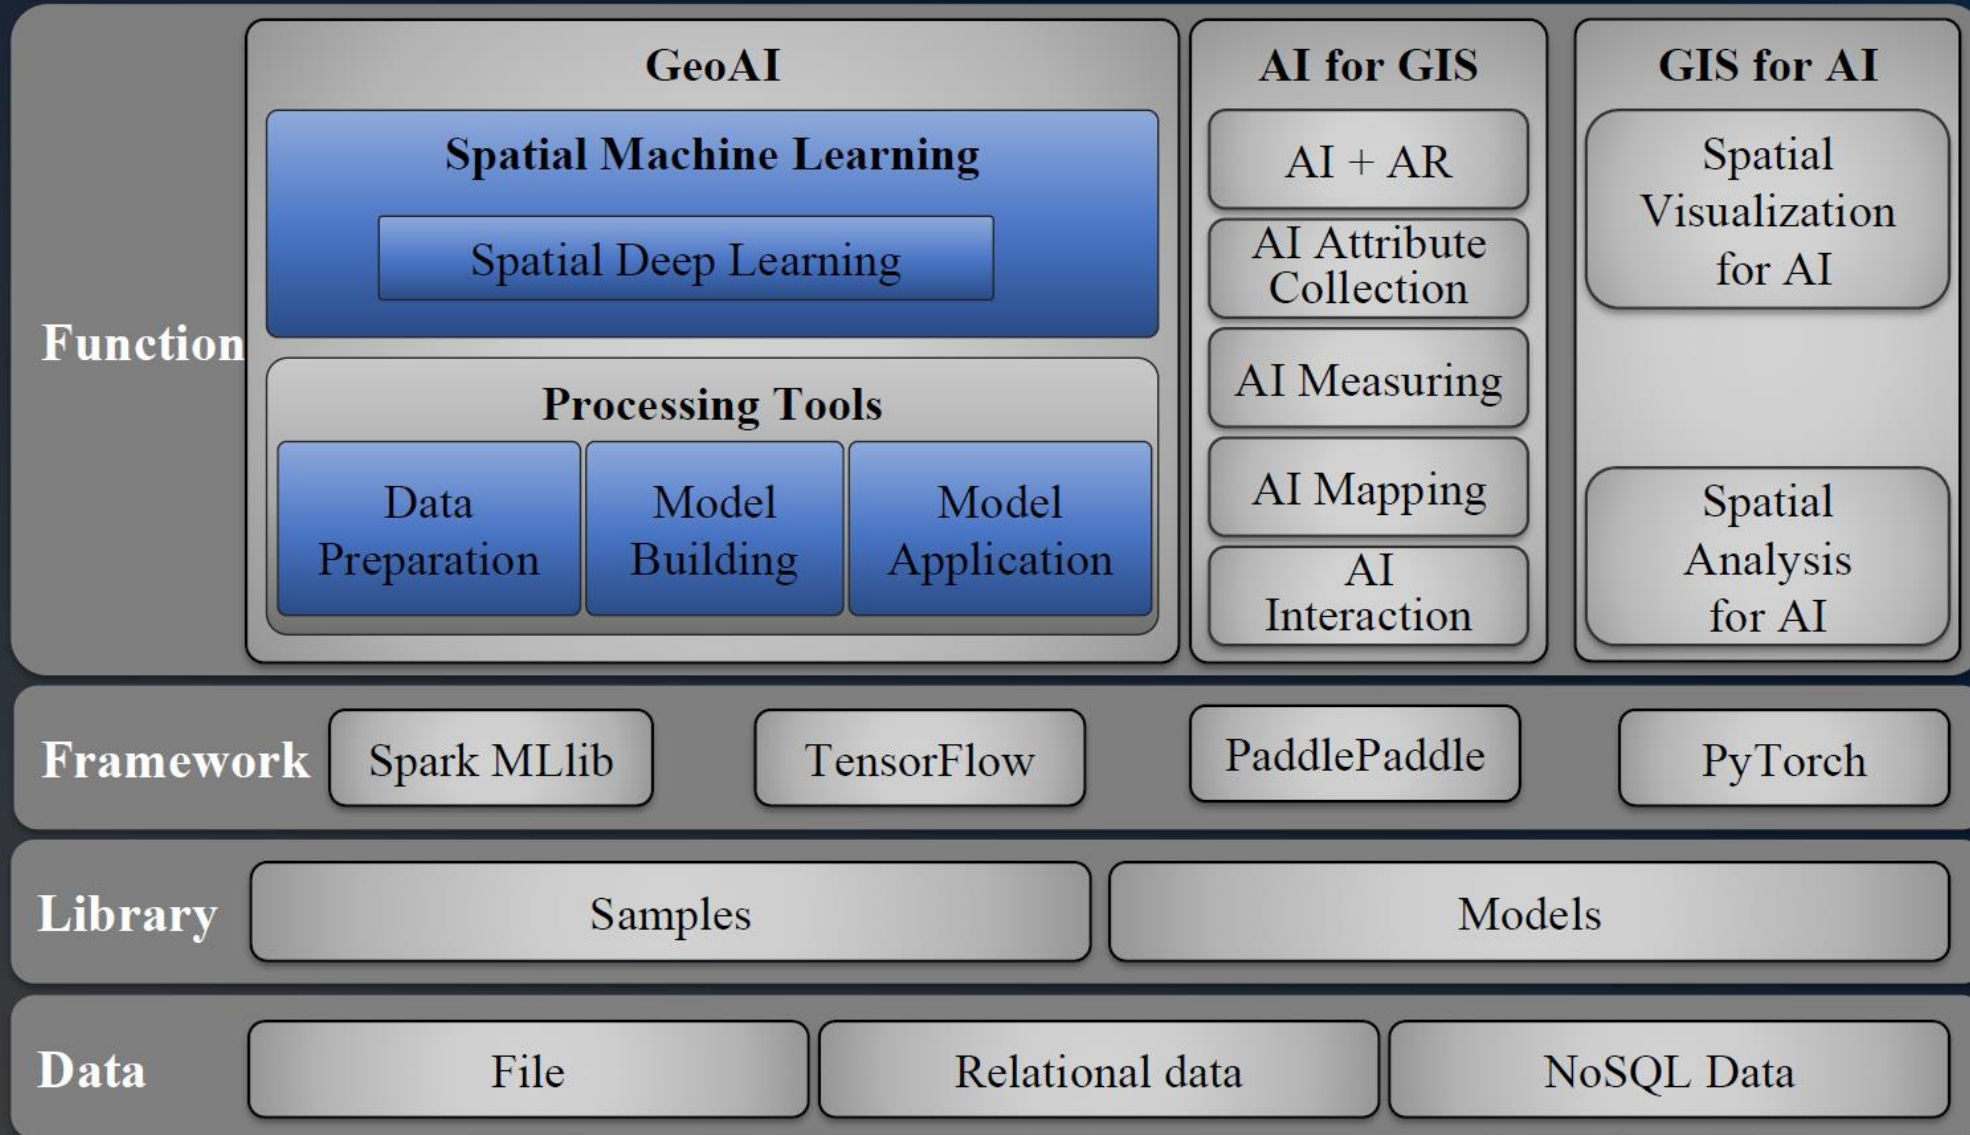 Function
GeoAI
Spatial Machine Learning
Spatial Deep Learning
Processing Tools
Data
Preparation
Model
Building
Model
Application
AI for GIS
AI + AR
AI Attribute
Collection
AI Measuring
AI Mapping
AI
Interaction
GIS for AI
Spatial
Visualization
for AI
Spatial
Analysis
for AI
Framework
Spark MLlib
TensorFlow
PaddlePaddle
PyTorch
Library
Samples
Models
Data
File
Relational data
NoSQL Data